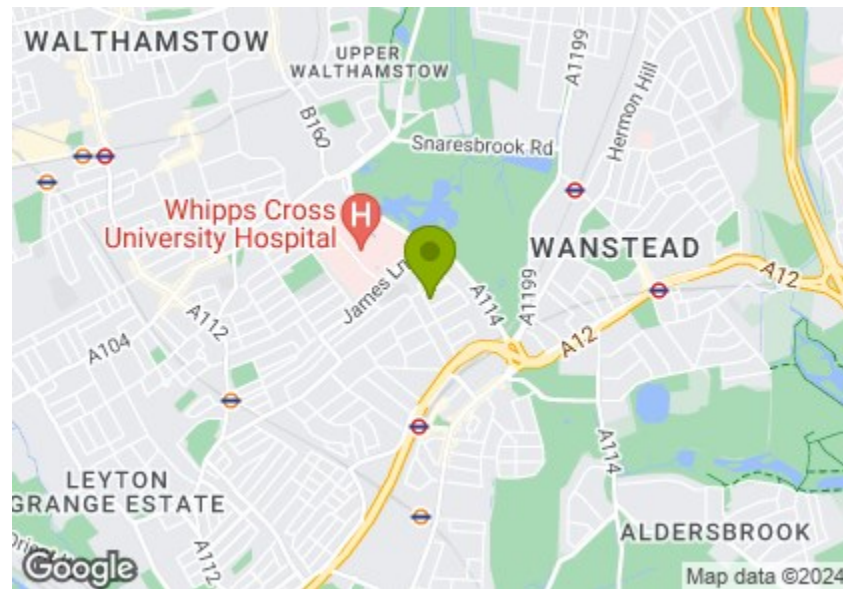 WALTHAMSTOW
UPPER
WALTHAMSTOW
A1199
B160
Hermon Hill
Snaresbrook Rd
Whipps Cross
University Hospital
H
WANSTEAD
James Ln
A114
A1199
A12
A12
A112
A104
A114
LEYTON
GRANGE ESTATE
A112
ALDERSBROOK
Google
Map data ©2024